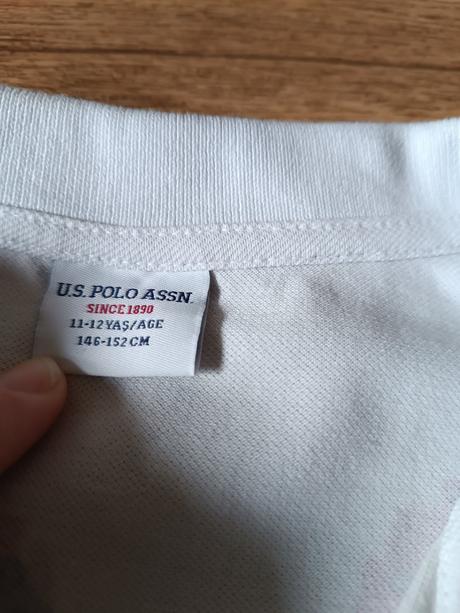 U.S. POLO ASSN.
SINCE 1890
11-12 YAŞ/AGE
146-152 CM